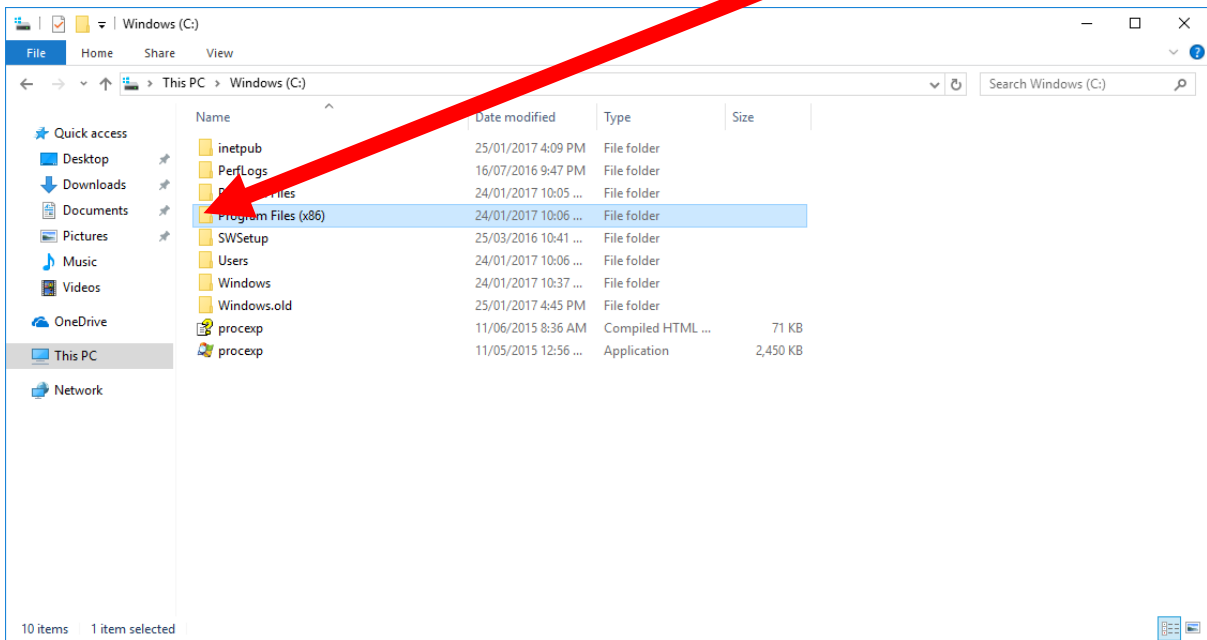 Windows (C:)
File Home Share View
This PC > Windows (C:) Search Windows (C:)
Name Date modified Type Size
Quick access
Desktop
Downloads
Documents
Pictures
Music
Videos
OneDrive
This PC
Network
inetpub 25/01/2017 4:09 PM File folder
PerfLogs 16/07/2016 9:47 PM File folder
Files 24/01/2017 10:05 ... File folder
Program Files (x86) 24/01/2017 10:06 ... File folder
SWSetup 25/03/2016 10:41 ... File folder
Users 24/01/2017 10:06 ... File folder
Windows 24/01/2017 10:37 ... File folder
Windows.old 25/01/2017 4:45 PM File folder
procexp 11/06/2015 8:36 AM Compiled HTML ... 71 KB
procexp 11/05/2015 12:56 ... Application 2,450 KB
10 items 1 item selected